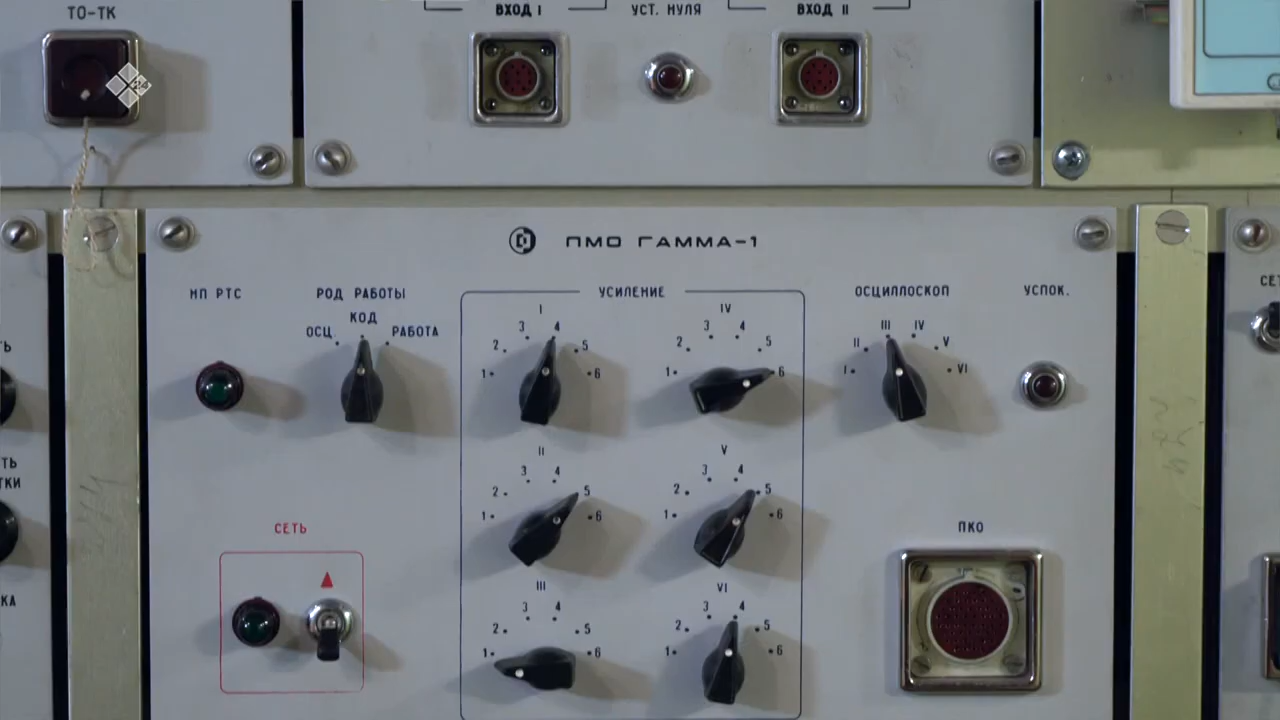 ТО-ТК
ВХОД I
УСТ. НУЛЯ
ВХОД II
ПМО ГАММА-1
МП РТС
РОД РАБОТЫ
ОСЦ.
КОД
РАБОТА
УСИЛЕНИЕ
ОСЦИЛЛОСКОП
УСПОК.
I
1 2 3 4 5 6
IV
1 2 3 4 5 6
I II III IV V VI
II
1 2 3 4 5 6
V
1 2 3 4 5 6
III
1 2 3 4 5 6
VI
1 2 3 4 5 6
СЕТЬ
ПКО